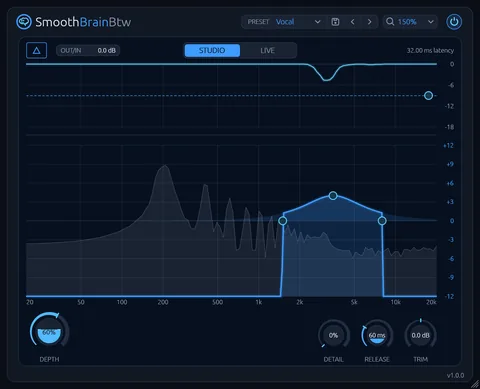 SmoothBrainBtw
PRESET Vocal
150%
OUT/IN 0.0 dB
STUDIO LIVE
32.00 ms latency
0
-6
-12
-18
+12
+9
+6
+3
0
-3
-6
-9
-12
20 50 100 200 500 1k 2k 5k 10k 20k
60%
0%
60 ms
0.0 dB
DEPTH
DETAIL
RELEASE
TRIM
v1.0.0